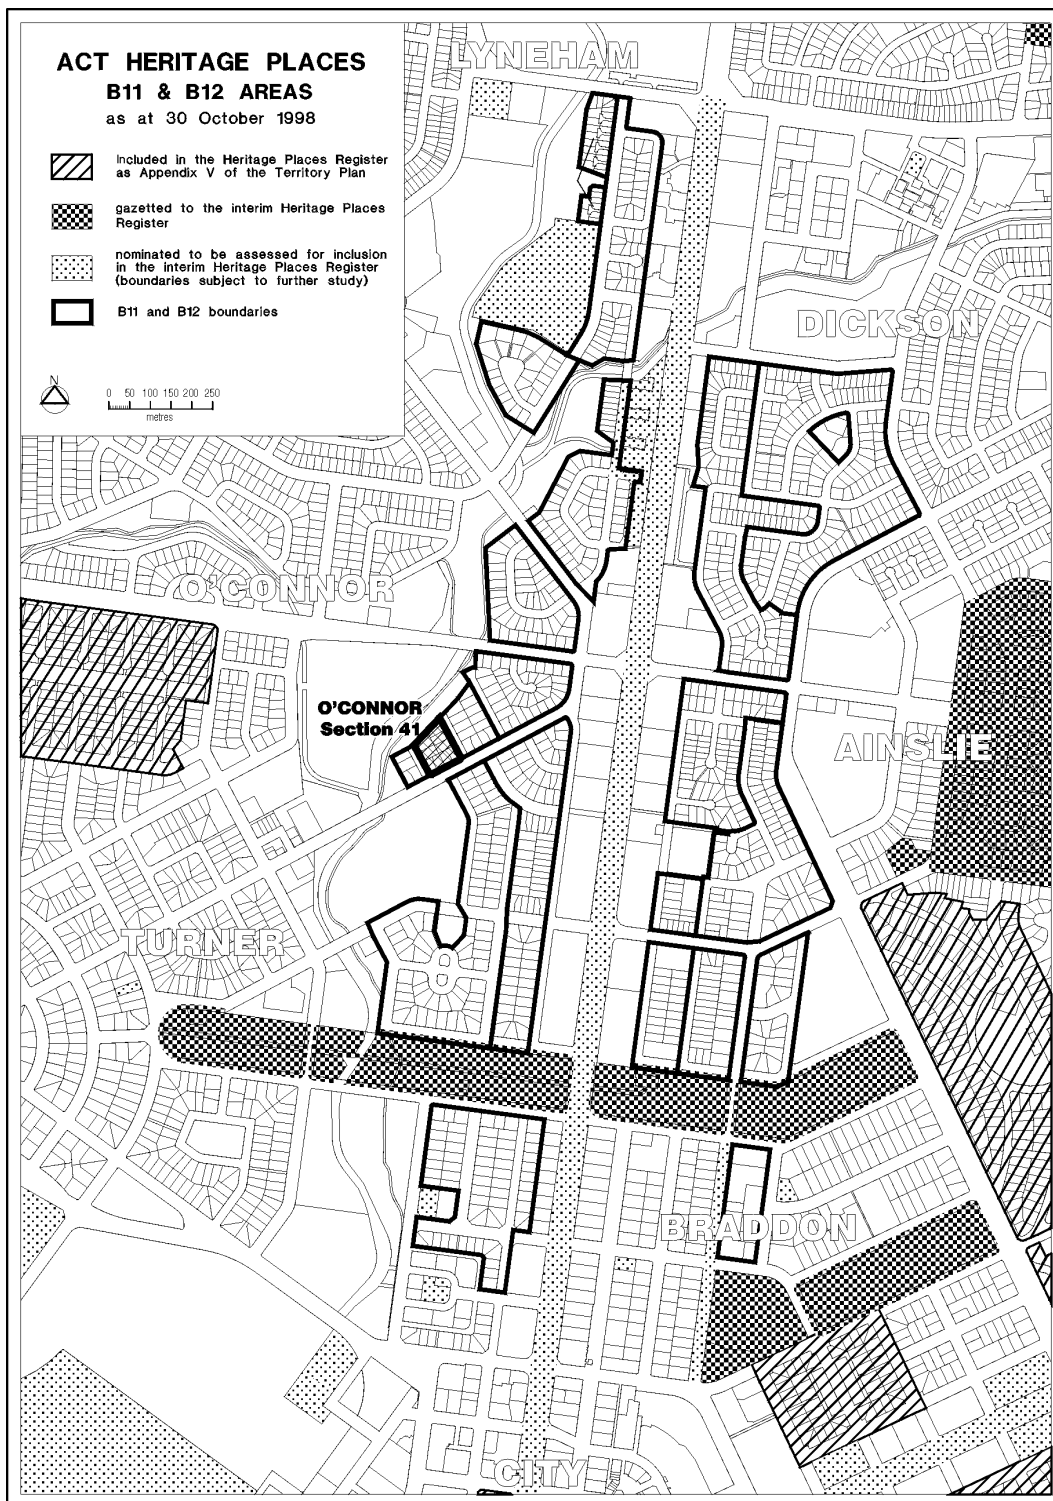 ACT HERITAGE PLACES
B11 & B12 AREAS
as at 30 October 1998
Included in the Heritage Places Register
as Appendix V of the Territory Plan
gazetted to the interim Heritage Places
Register
nominated to be assessed for inclusion
in the interim Heritage Places Register
(boundaries subject to further study)
B11 and B12 boundaries
N
0 50 100 150 200 250
metres
LYNEHAM
DICKSON
O'CONNOR
O'CONNOR
Section 41
AINSLIE
TURNER
BRADDON
CITY